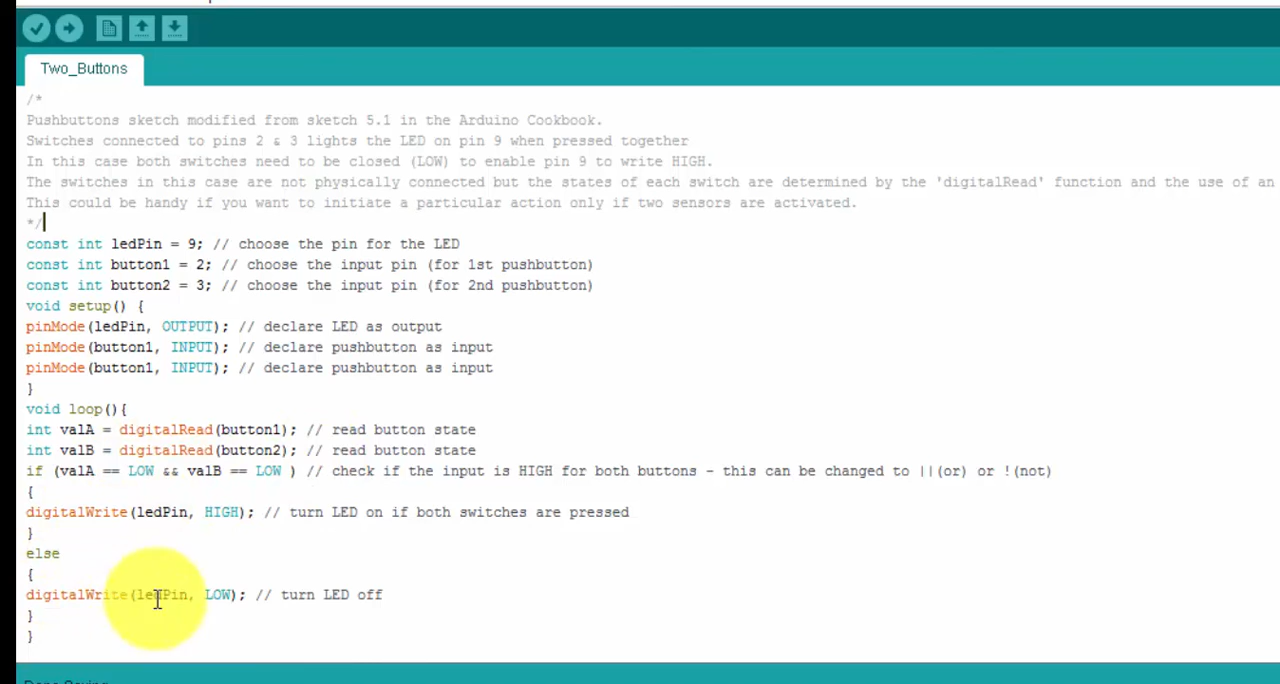 Two_Buttons
/*
Pushbuttons sketch modified from sketch 5.1 in the Arduino Cookbook.
Switches connected to pins 2 & 3 lights the LED on pin 9 when pressed together
In this case both switches need to be closed (LOW) to enable pin 9 to write HIGH.
The switches in this case are not physically connected but the states of each switch are determined by the 'digitalRead' function and the use of an
This could be handy if you want to initiate a particular action only if two sensors are activated.
*/
const int ledPin = 9; // choose the pin for the LED
const int button1 = 2; // choose the input pin (for 1st pushbutton)
const int button2 = 3; // choose the input pin (for 2nd pushbutton)
void setup() {
pinMode(ledPin, OUTPUT); // declare LED as output
pinMode(button1, INPUT); // declare pushbutton as input
pinMode(button1, INPUT); // declare pushbutton as input
}
void loop(){
int valA = digitalRead(button1); // read button state
int valB = digitalRead(button2); // read button state
if (valA == LOW && valB == LOW ) // check if the input is HIGH for both buttons - this can be changed to ||(or) or !(not)
{
digitalWrite(ledPin, HIGH); // turn LED on if both switches are pressed
}
else
{
digitalWrite(ledPin, LOW); // turn LED off
}
}
Done Saving